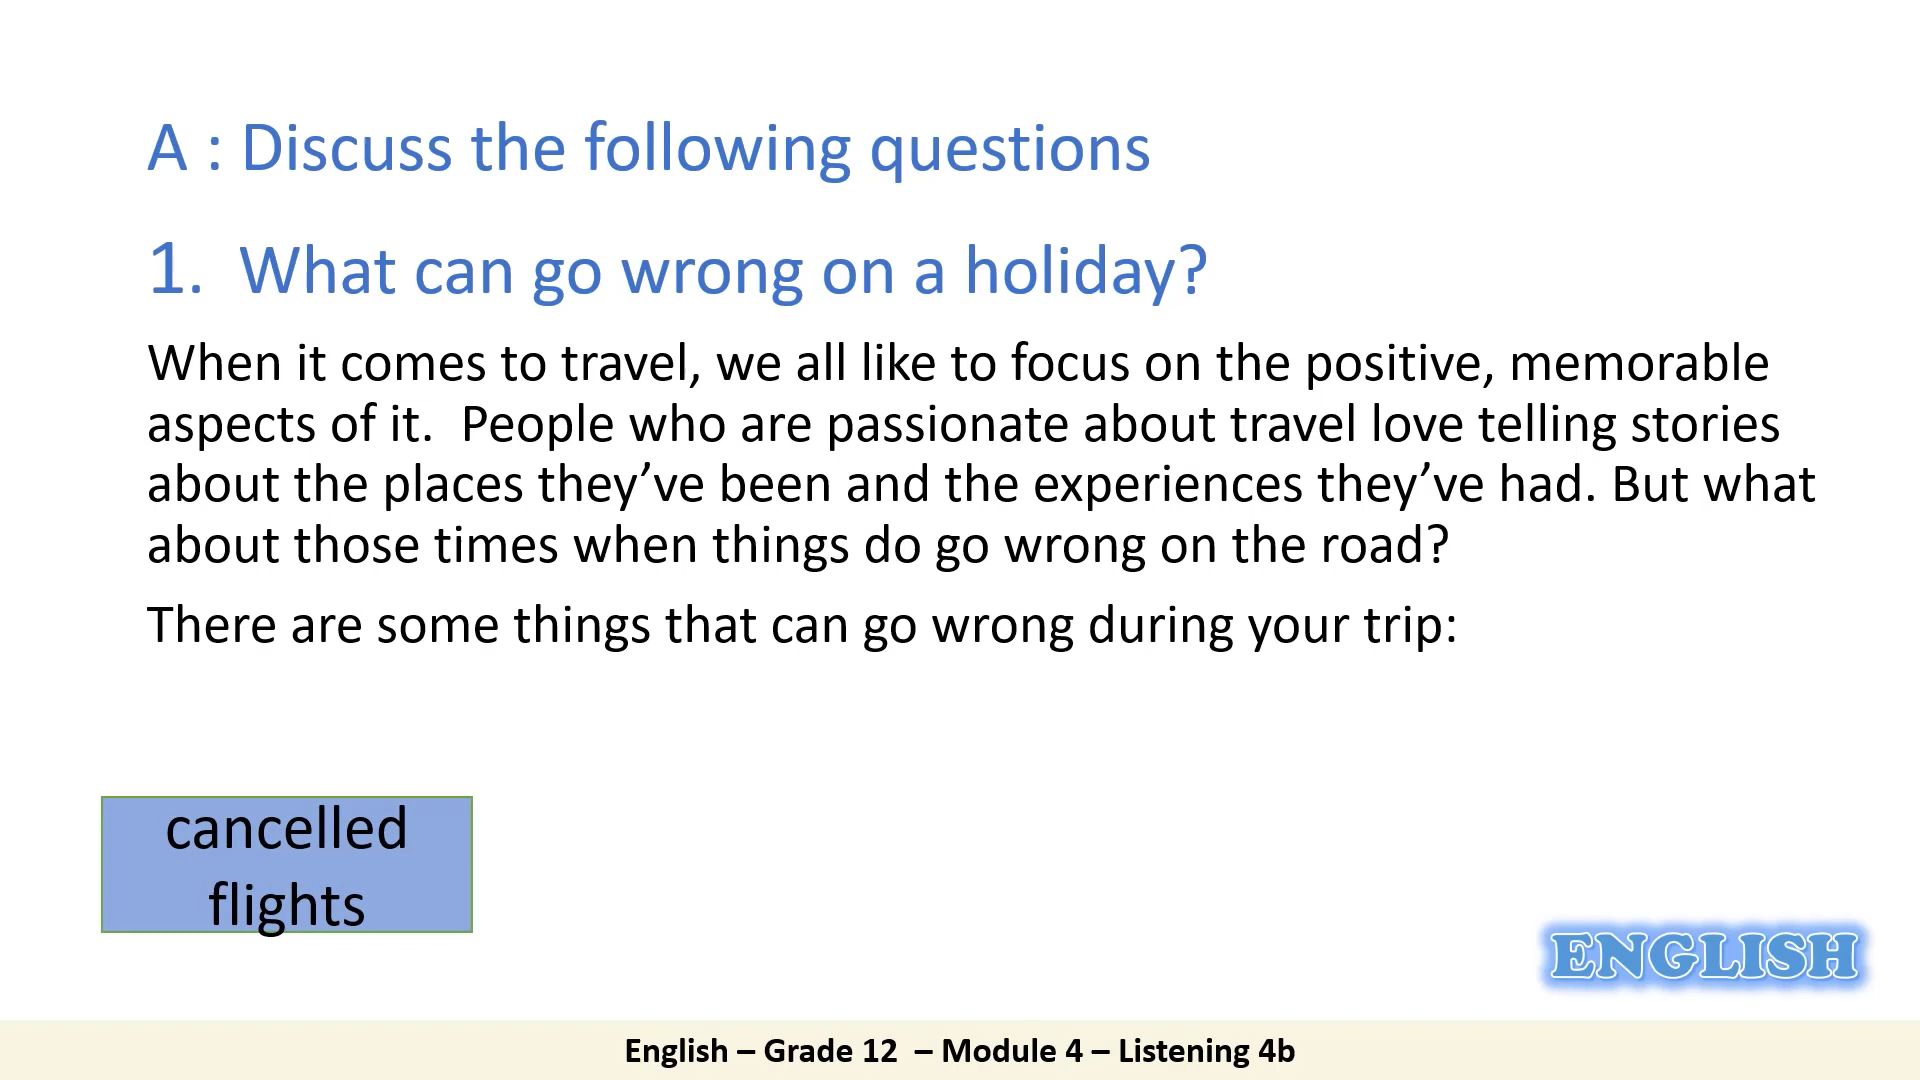 A : Discuss the following questions
1. What can go wrong on a holiday?
When it comes to travel, we all like to focus on the positive, memorable
aspects of it.  People who are passionate about travel love telling stories
about the places they’ve been and the experiences they’ve had. But what
about those times when things do go wrong on the road?
There are some things that can go wrong during your trip:
cancelled
flights
ENGLISH
English – Grade 12  – Module 4 – Listening 4b